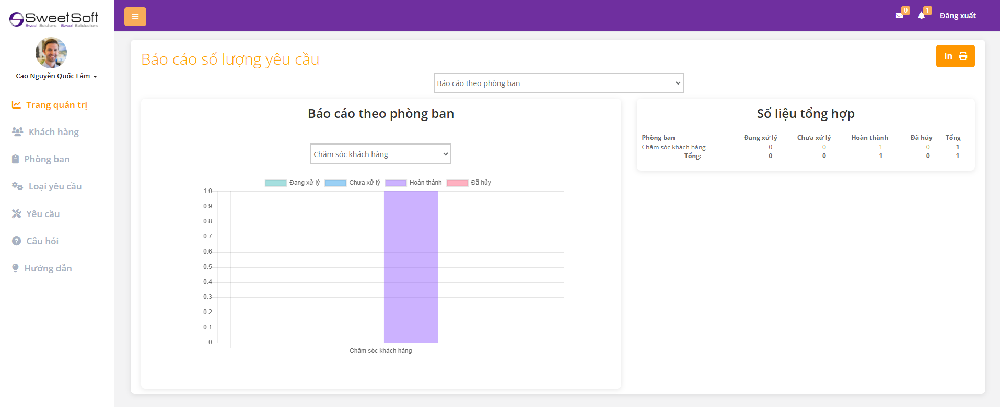 SweetSoft
Sweet Solutions - Sweet Satisfactions
Cao Nguyễn Quốc Lâm
Trang quản trị
Khách hàng
Phòng ban
Loại yêu cầu
Yêu cầu
Câu hỏi
Hướng dẫn
0 1 Đăng xuất
Báo cáo số lượng yêu cầu
In
Báo cáo theo phòng ban
Báo cáo theo phòng ban
Chăm sóc khách hàng
Đang xử lý Chưa xử lý Hoàn thành Đã hủy
1.0
0.9
0.8
0.7
0.6
0.5
0.4
0.3
0.2
0.1
0
Chăm sóc khách hàng
Số liệu tổng hợp
Phòng ban Đang xử lý Chưa xử lý Hoàn thành Đã hủy Tổng
Chăm sóc khách hàng 0 0 1 0 1
Tổng: 0 0 1 0 1